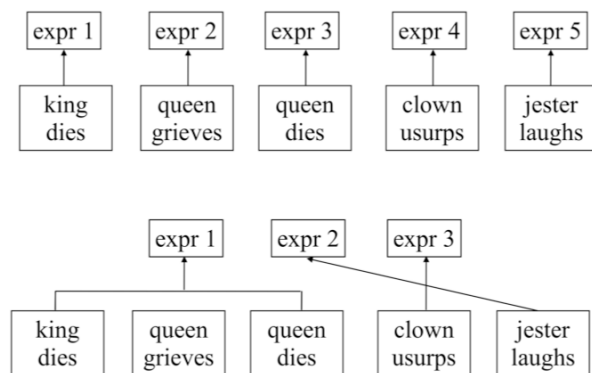 expr 1 expr 2 expr 3 expr 4 expr 5
king queen queen clown jester
dies grieves dies usurps laughs
expr 1 expr 2 expr 3
king queen queen clown jester
dies grieves dies usurps laughs